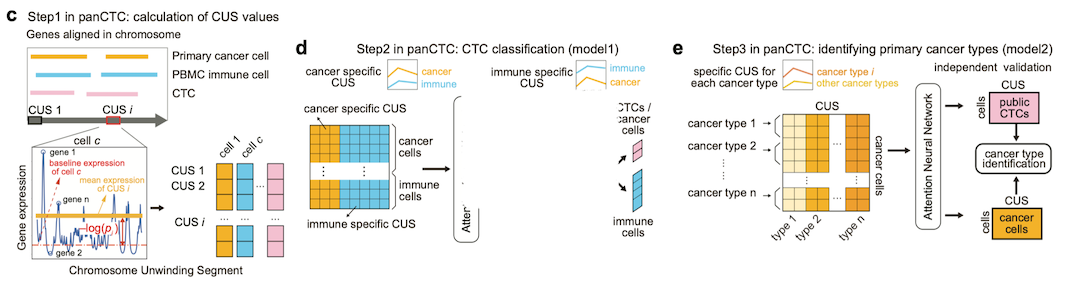 c Step1 in panCTC: calculation of CUS values
Genes aligned in chromosome
Primary cancer cell
PBMC immune cell
CTC
CUS 1
CUS i
cell c
gene 1
baseline expression
of cell c
mean expression
of CUS i
gene n
log(p
gene 2
Gene expression
Chromosome Unwinding Segment
cell 1
cell c
CUS 1
CUS 2
...
CUS i
... ...
...
d Step2 in panCTC: CTC classification (model1)
cancer specific
CUS
cancer
immune
immune specific
CUS
immune
cancer
cancer specific CUS
cancer
cells
immune
cells
immune specific CUS
CTCs /
cancer
cells
immune
cells
e Step3 in panCTC: identifying primary cancer types (model2)
specific CUS for
each cancer type
cancer type i
other cancer types
independent validation
CUS
cancer type 1
cancer type 2
...
cancer type n
type 1
type 2
...
type n
cancer cells
Attention Neural Network
CUS
cells
public
CTCs
cancer type
identification
CUS
cells
cancer
cells